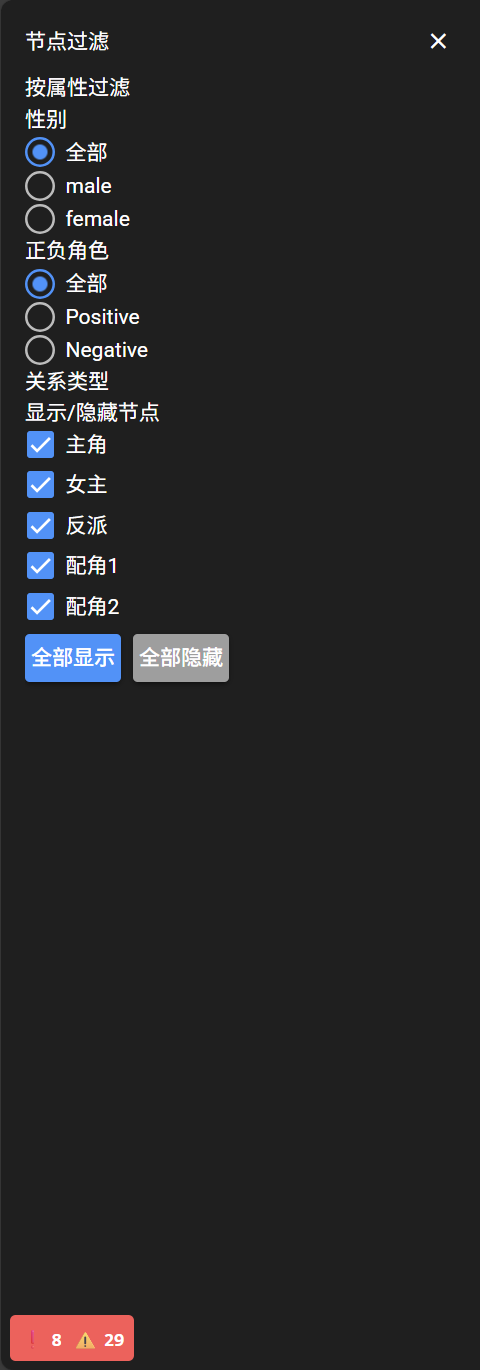 节点过滤
按属性过滤
性别
全部
male
female
正负角色
全部
Positive
Negative
关系类型
显示/隐藏节点
主角
女主
反派
配角1
配角2
全部显示 全部隐藏
8 29